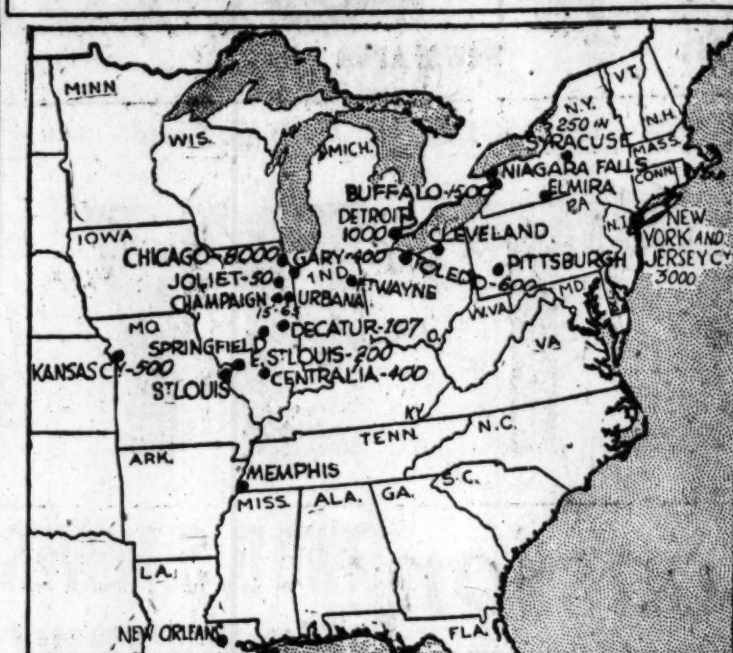 MINN
WIS.
MICH.
N.Y.
VT.
N.H.
250 IN
SYRACUSE
MASS.
NIAGARA FALLS
CONN
BUFFALO-1500
ELMIRA
PA
DETROIT
1000
N.J.
NEW
YORK AND
JERSEY CY
3000
IOWA
CLEVELAND
CHICAGO-8000
GARY-400
IND
TOLEDO-600
PITTSBURGH
JOLIET-50
FT WAYNE
MD.
CHAMPAIGN
URBANA
15-65
W.VA
DECATUR-107
O.
VA
MO
SPRINGFIELD
E. ST LOUIS-200
KANSAS CY-500
CENTRALIA-400
ST LOUIS
KY.
TENN.
N.C.
ARK.
MEMPHIS
S.C.
MISS.
ALA.
GA.
LA.
NEW ORLEANS
FLA.